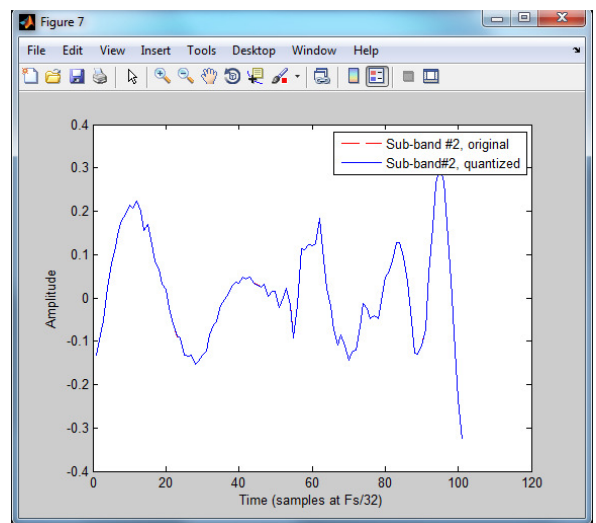 Figure 7
File Edit View Insert Tools Desktop Window Help
Sub-band #2, original
Sub-band#2, quantized
0.4
0.3
0.2
0.1
0
-0.1
-0.2
-0.3
-0.4
Amplitude
0 20 40 60 80 100 120
Time (samples at Fs/32)